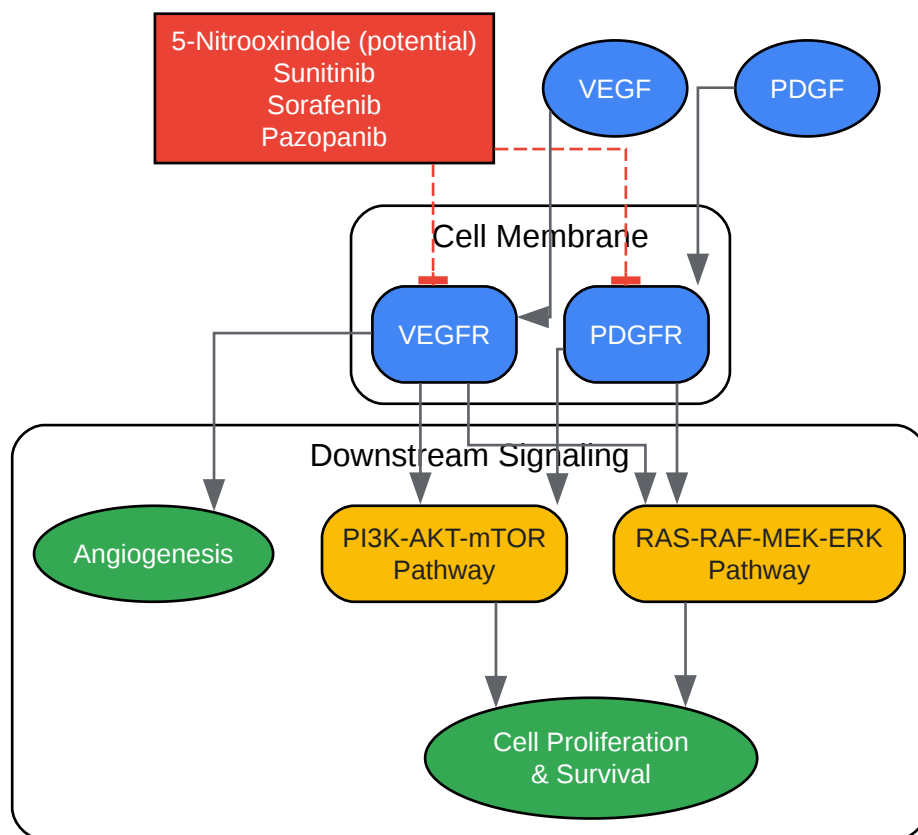 5-Nitrooxindole (potential)
Sunitinib
Sorafenib
Pazopanib
VEGF
PDGF
Cell Membrane
VEGFR
PDGFR
Downstream Signaling
Angiogenesis
PI3K-AKT-mTOR
Pathway
RAS-RAF-MEK-ERK
Pathway
Cell Proliferation
& Survival